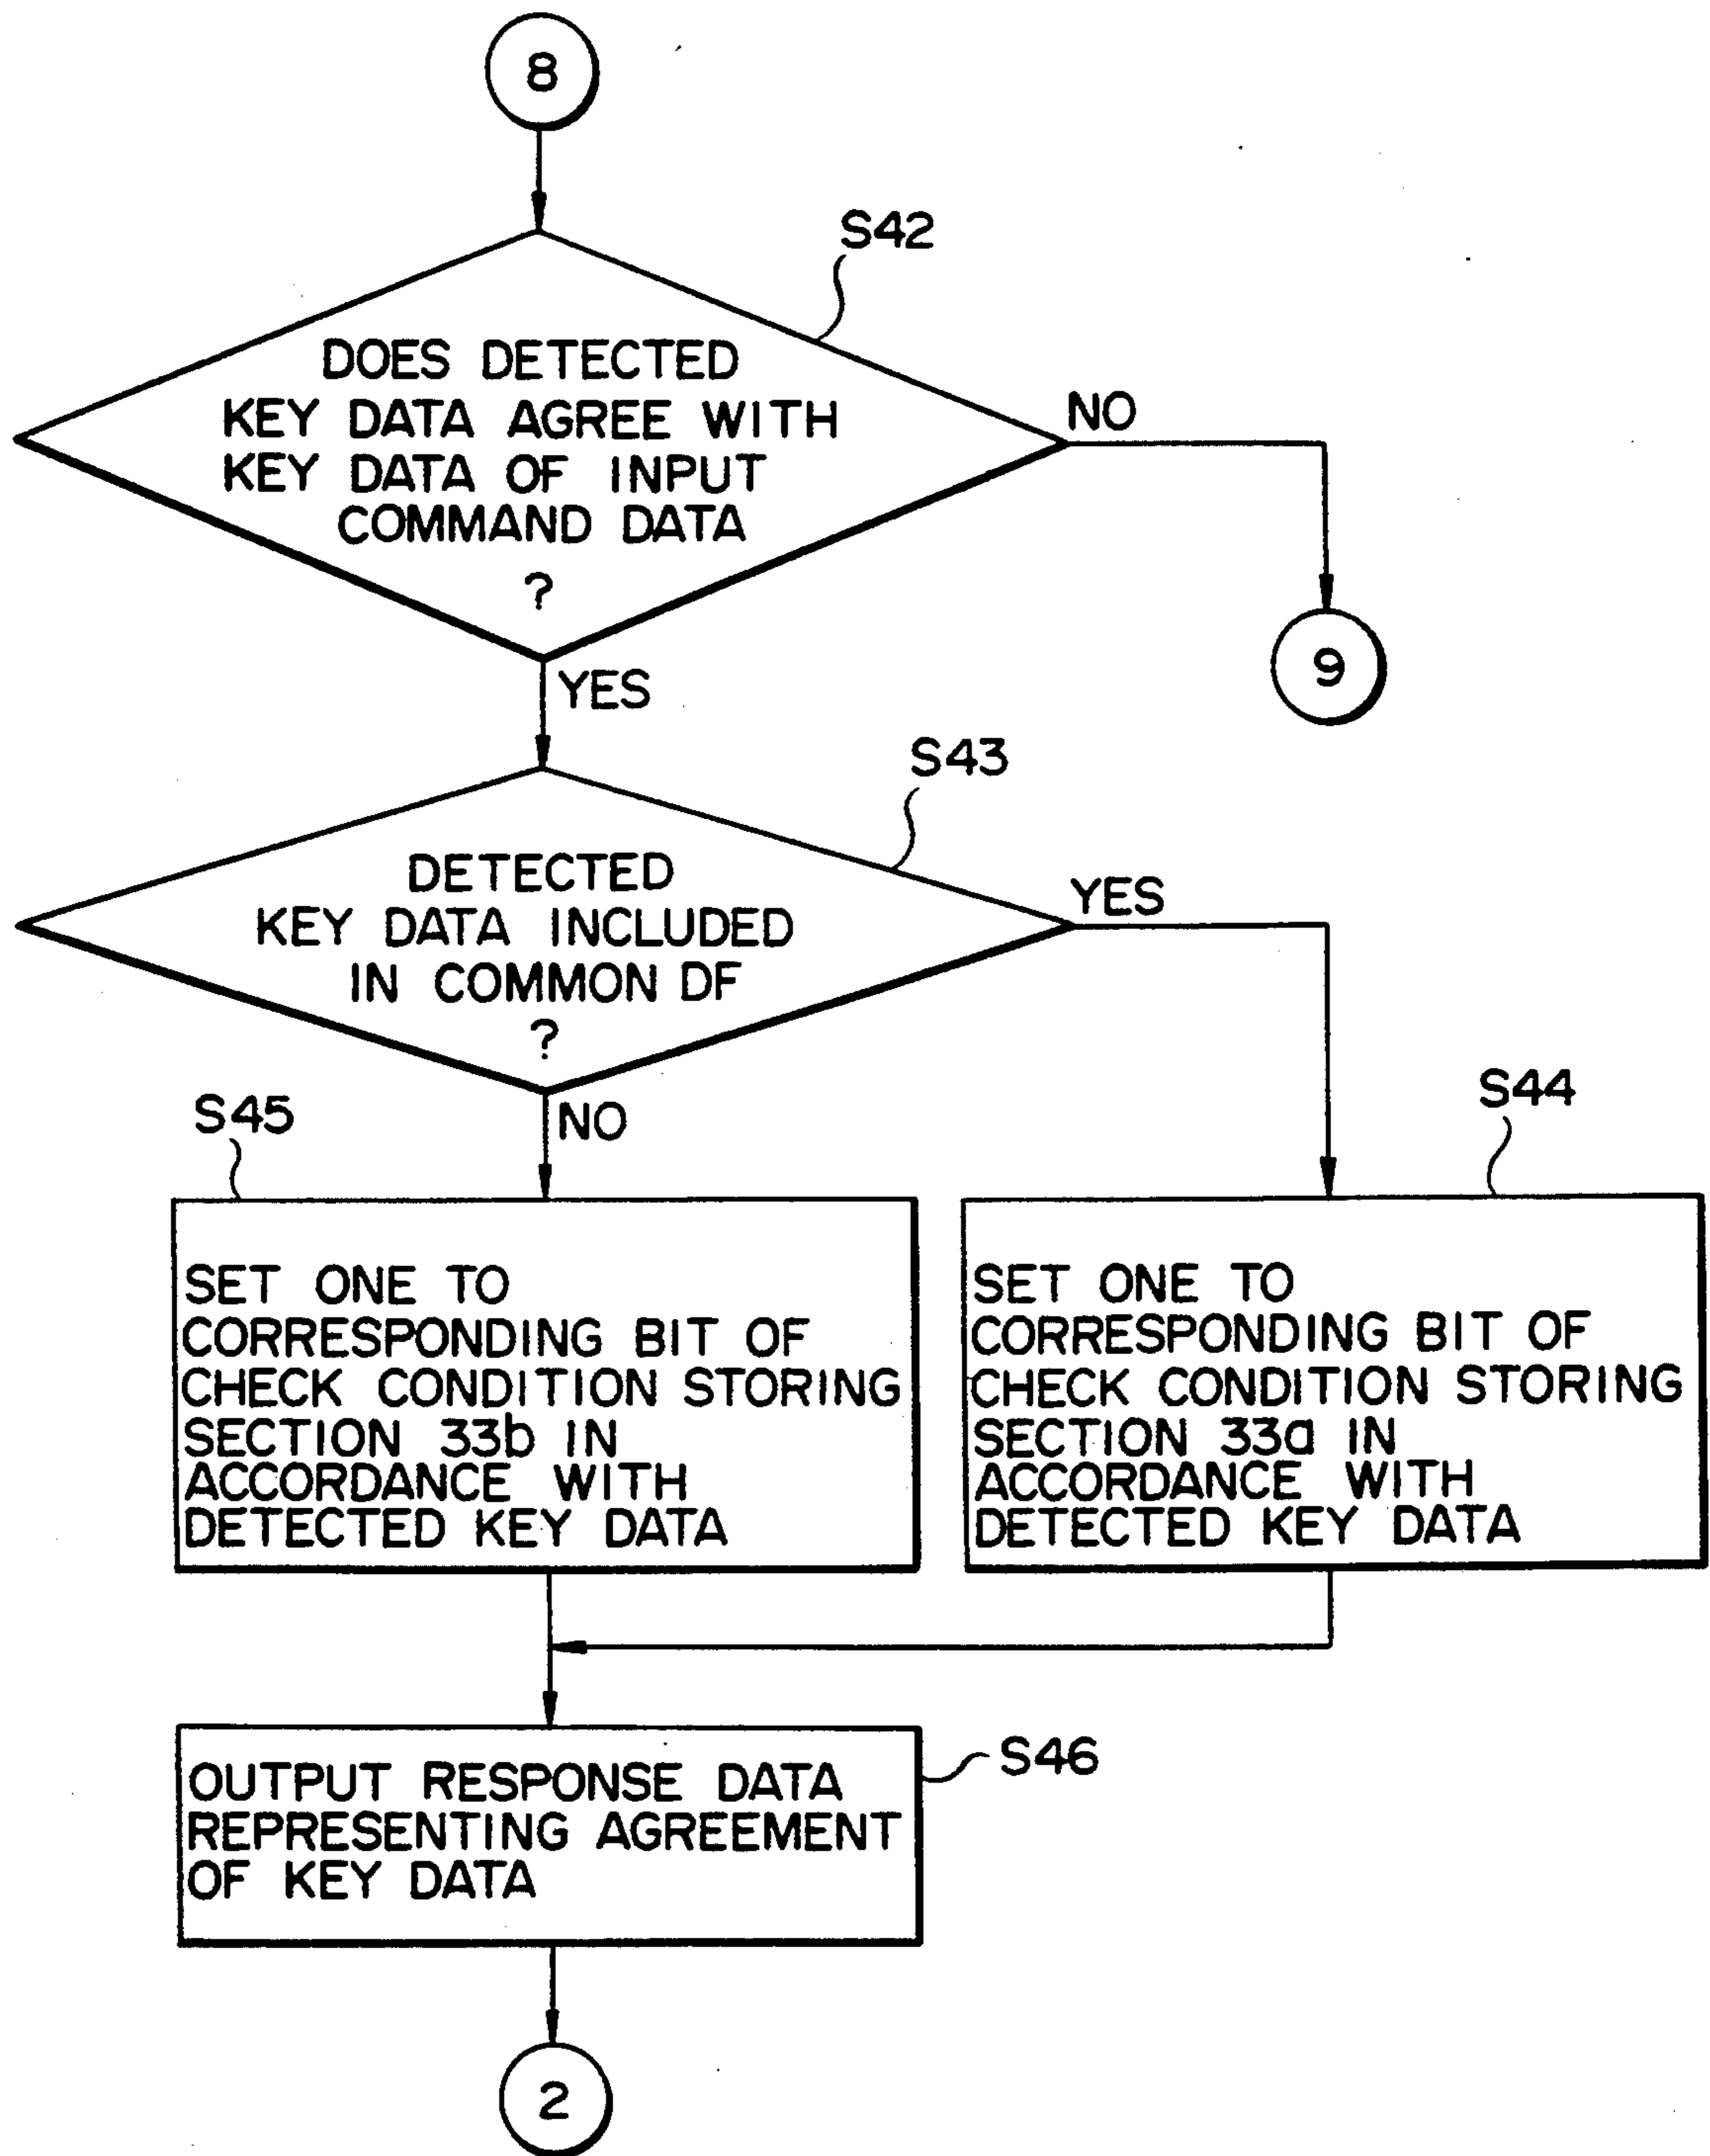 8
S42
DOES DETECTED
KEY DATA AGREE WITH
KEY DATA OF INPUT
COMMAND DATA
?
NO
9
YES
S43
DETECTED
KEY DATA INCLUDED
IN COMMON DF
?
YES
NO
S45
SET ONE TO
CORRESPONDING BIT OF
CHECK CONDITION STORING
SECTION 33b IN
ACCORDANCE WITH
DETECTED KEY DATA
S44
SET ONE TO
CORRESPONDING BIT OF
CHECK CONDITION STORING
SECTION 33a IN
ACCORDANCE WITH
DETECTED KEY DATA
S46
OUTPUT RESPONSE DATA
REPRESENTING AGREEMENT
OF KEY DATA
2